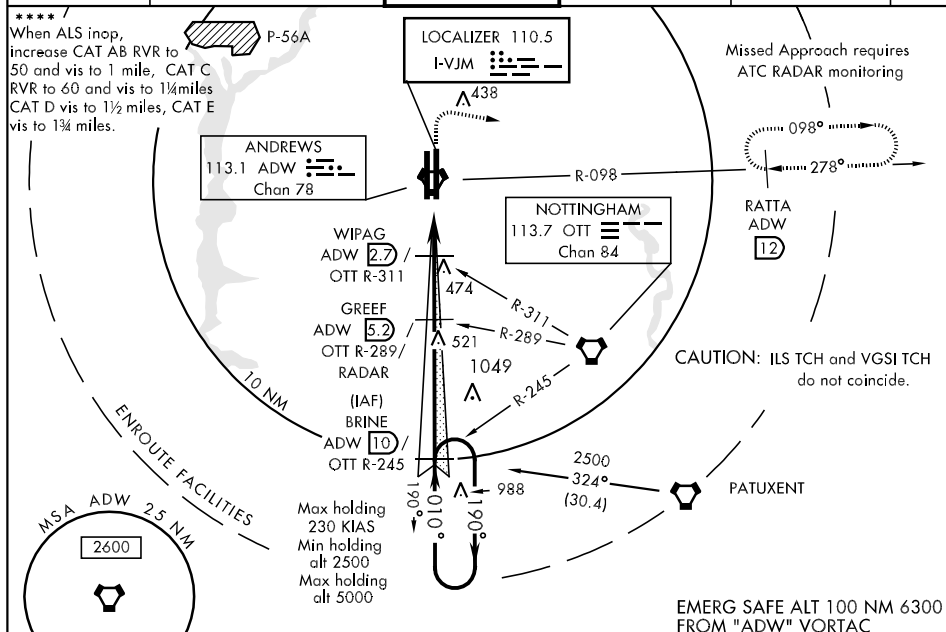 ****
When ALS inop,
increase CAT AB RVR to
50 and vis to 1 mile, CAT C
RVR to 60 and vis to 1¼miles
CAT D vis to 1½ miles, CAT E
vis to 1¾ miles.
P-56A
LOCALIZER 110.5
I-VJM
438
Missed Approach requires
ATC RADAR monitoring
ANDREWS
113.1 ADW
Chan 78
R-098
098°
278°
RATTA
ADW
12
NOTTINGHAM
113.7 OTT
Chan 84
WIPAG
ADW 2.7 /
OTT R-311
474
R-311
GREEF
ADW 5.2 /
OTT R-289/
RADAR
521
R-289
1049
R-245
CAUTION: ILS TCH and VGSI TCH
do not coincide.
10 NM
(IAF)
BRINE
ADW 10 /
OTT R-245
ENROUTE FACILITIES
190°
010°
190°
988
2500
324°
(30.4)
PATUXENT
Max holding
230 KIAS
Min holding
alt 2500
Max holding
alt 5000
MSA ADW 25 NM
2600
EMERG SAFE ALT 100 NM 6300
FROM "ADW" VORTAC